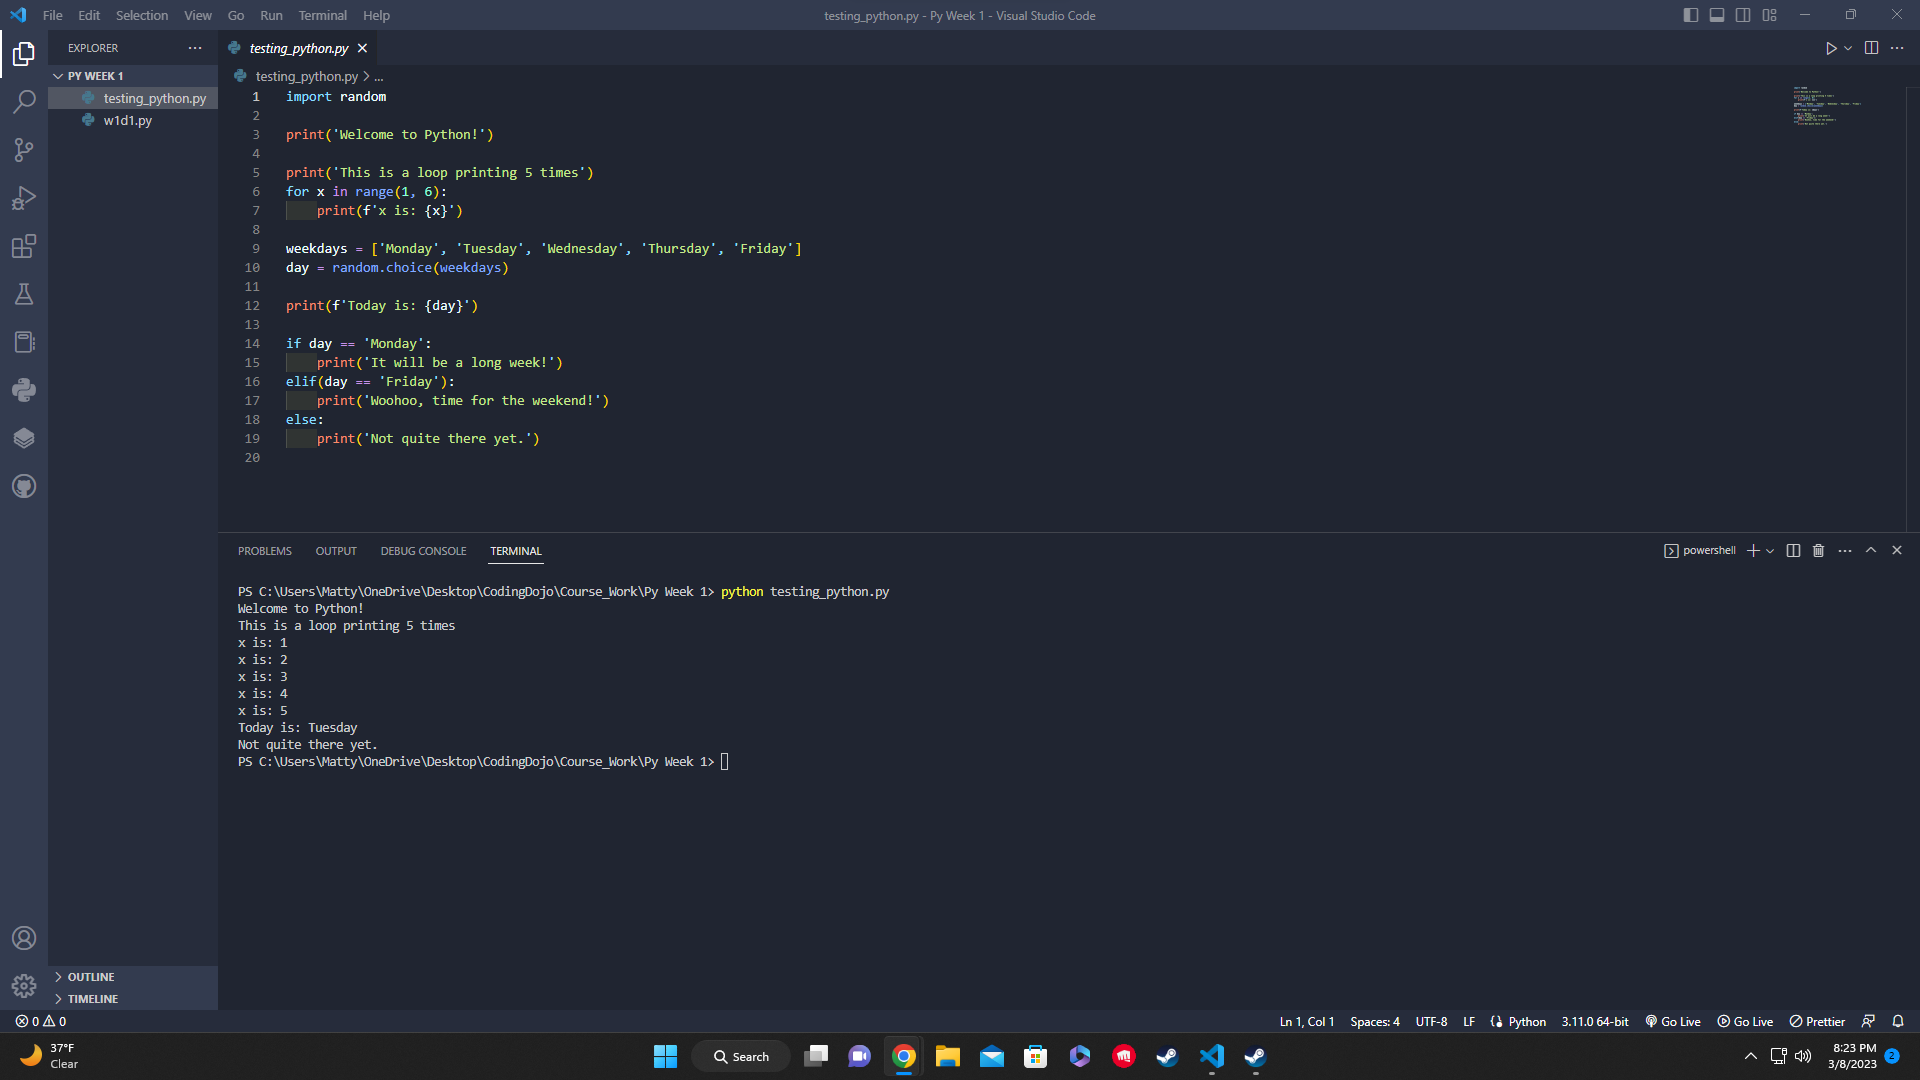 File Edit Selection View Go Run Terminal Help
testing_python.py - Py Week 1 - Visual Studio Code
EXPLORER
PY WEEK 1
testing_python.py
w1d1.py
OUTLINE
TIMELINE
testing_python.py
testing_python.py > ...
1 import random
2
3 print('Welcome to Python!')
4
5 print('This is a loop printing 5 times')
6 for x in range(1, 6):
7     print(f'x is: {x}')
8
9 weekdays = ['Monday', 'Tuesday', 'Wednesday', 'Thursday', 'Friday']
10 day = random.choice(weekdays)
11
12 print(f'Today is: {day}')
13
14 if day == 'Monday':
15     print('It will be a long week!')
16 elif(day == 'Friday'):
17     print('Woohoo, time for the weekend!')
18 else:
19     print('Not quite there yet.')
20
PROBLEMS OUTPUT DEBUG CONSOLE TERMINAL
powershell
PS C:\Users\Matty\OneDrive\Desktop\CodingDojo\Course_Work\Py Week 1> python testing_python.py
Welcome to Python!
This is a loop printing 5 times
x is: 1
x is: 2
x is: 3
x is: 4
x is: 5
Today is: Tuesday
Not quite there yet.
PS C:\Users\Matty\OneDrive\Desktop\CodingDojo\Course_Work\Py Week 1>
0 0
Ln 1, Col 1 Spaces: 4 UTF-8 LF Python 3.11.0 64-bit Go Live Go Live Prettier
37°F
Clear
Search
8:23 PM
3/8/2023
2